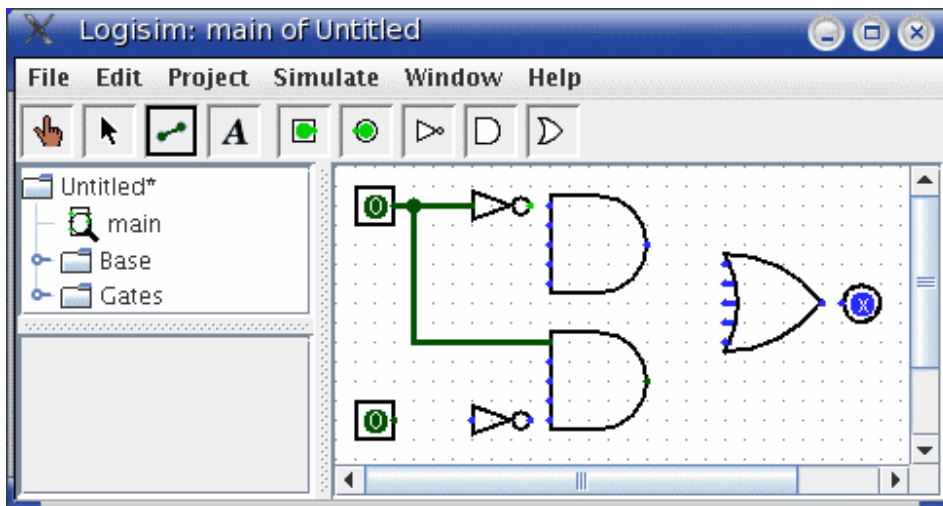 Logisim: main of Untitled
File Edit Project Simulate Window Help
A
Untitled*
main
Base
Gates
0
0
x